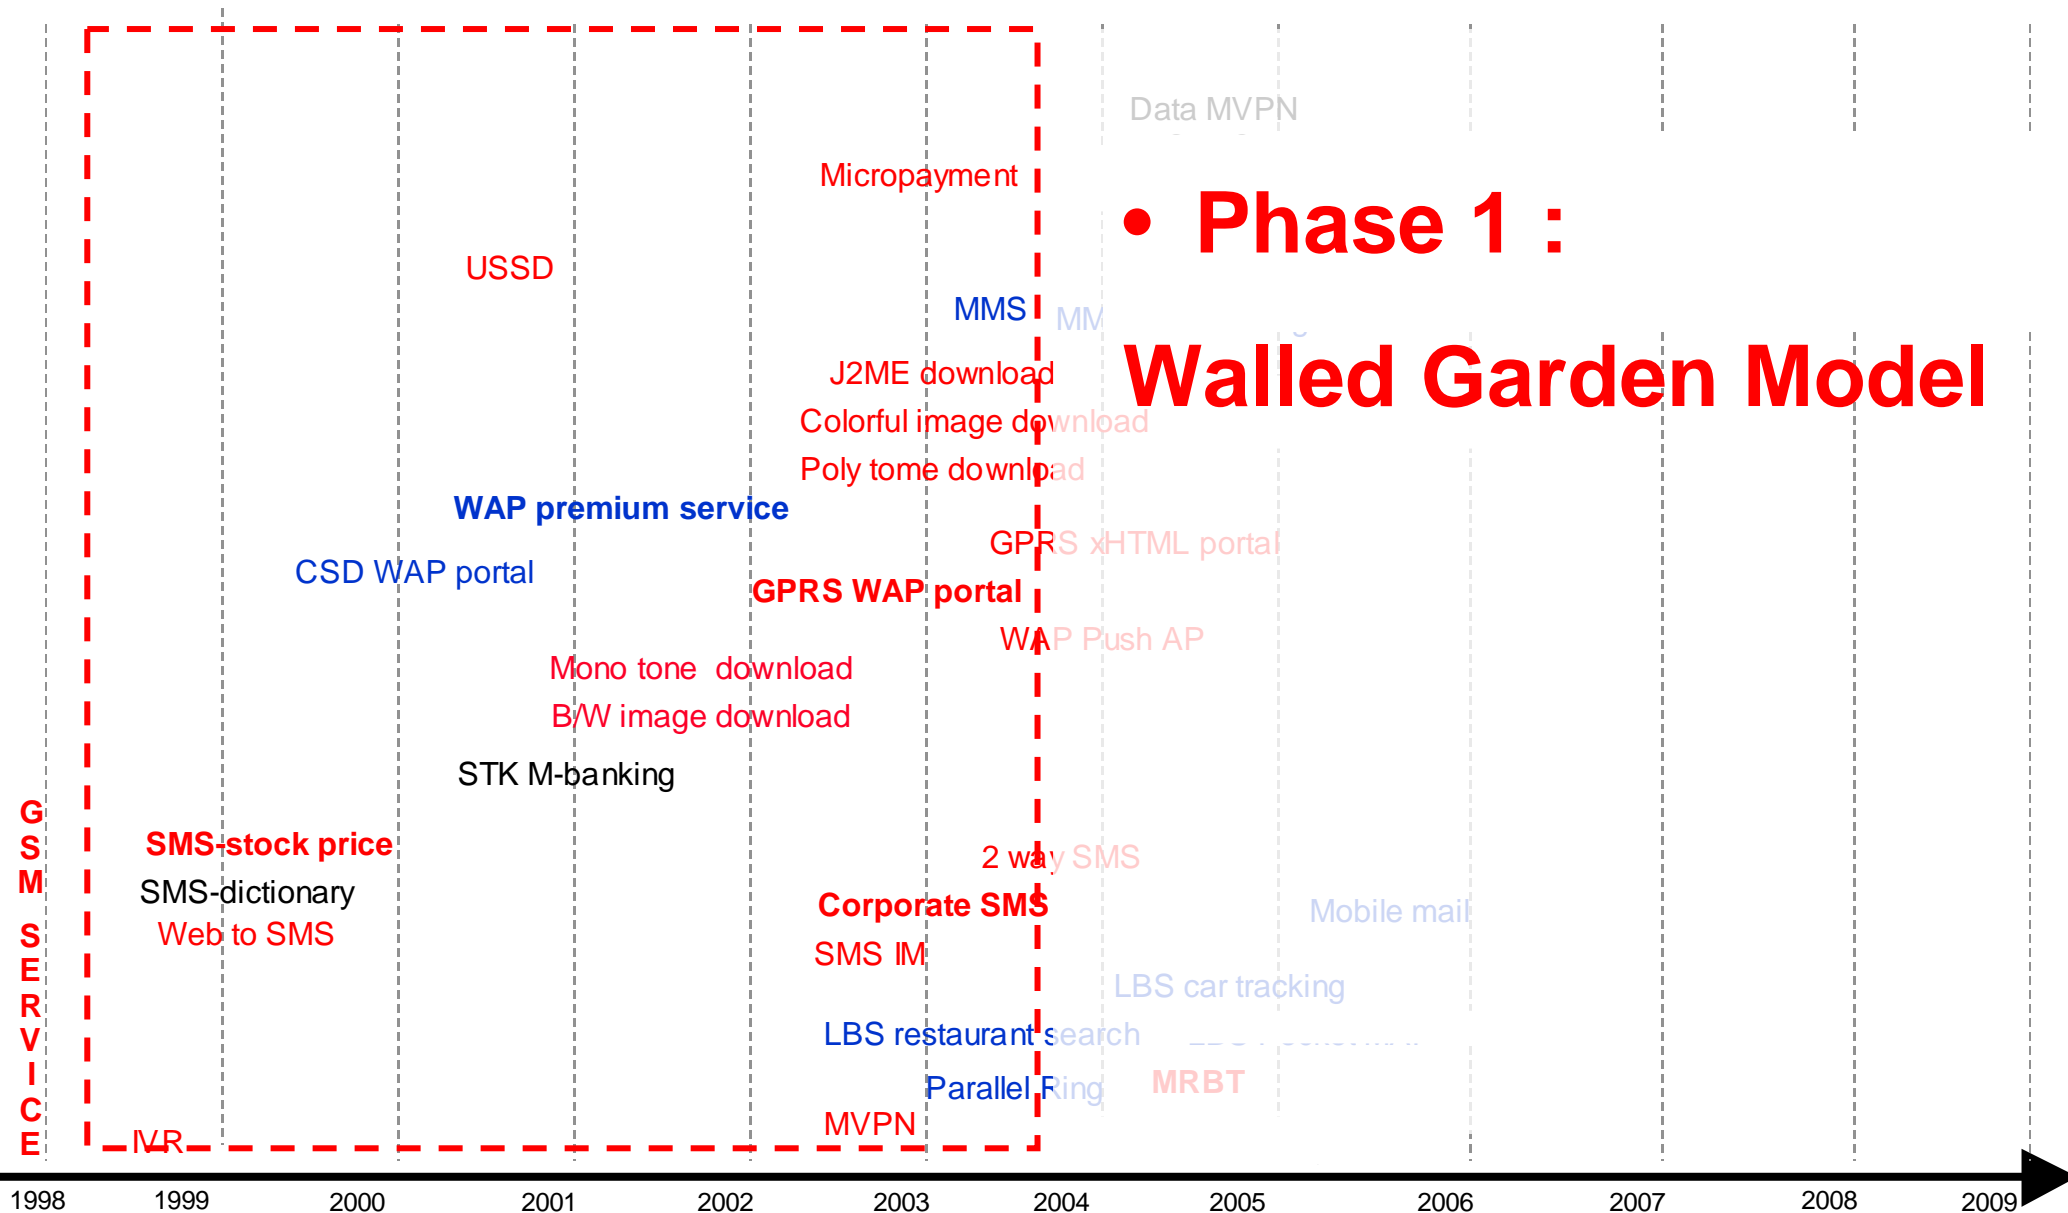 Data MVPN
Micropayment
• Phase 1 :
USSD
MMS
MM
Walled Garden Model
J2ME download
Colorful image download
Poly tome download
WAP premium service
GPRS xHTML portal
CSD WAP portal
GPRS WAP portal
WAP Push AP
Mono tone download
B/W image download
STK M-banking
GSM SERVICE
SMS-stock price
2 way SMS
SMS-dictionary
Corporate SMS
Mobile mail
Web to SMS
SMS IM
LBS car tracking
LBS restaurant search
Parallel Ring
MRBT
MVPN
IVR
1998 1999 2000 2001 2002 2003 2004 2005 2006 2007 2008 2009